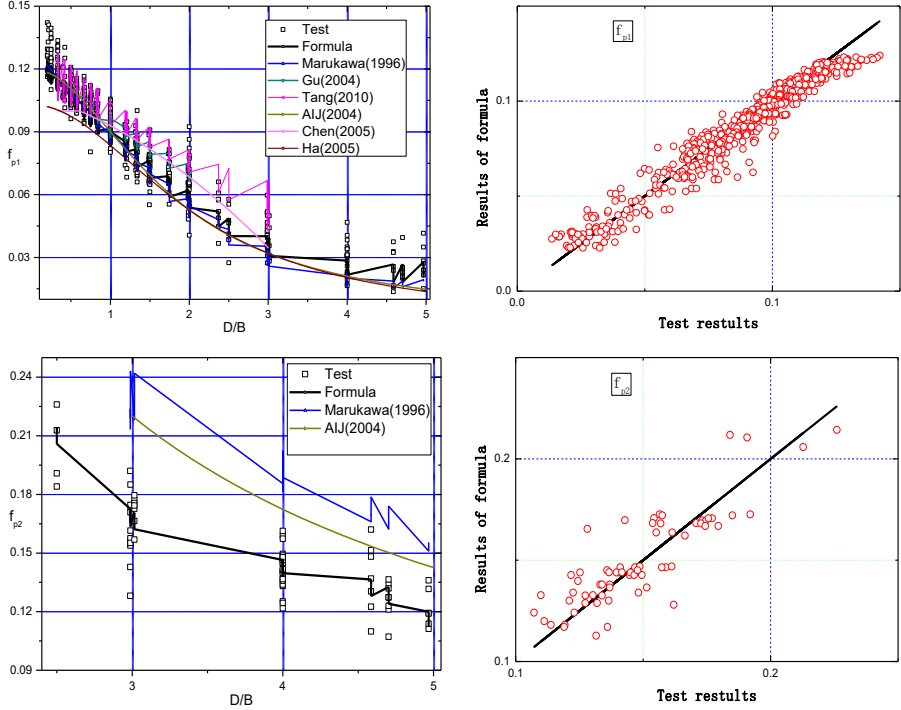 0.15
0.12
0.09
0.06
0.03
f p1
1
2
3
4
5
D/B
Test
Formula
Marukawa(1996)
Gu(2004)
Tang(2010)
AIJ(2004)
Chen(2005)
Ha(2005)
f p1
0.1
0.0
0.0
0.1
Results of formula
Test restults
0.24
0.21
0.18
0.15
0.12
0.09
f p2
3
4
5
D/B
Test
Formula
Marukawa(1996)
AIJ(2004)
f p2
0.2
0.1
0.1
0.2
Results of formula
Test restults